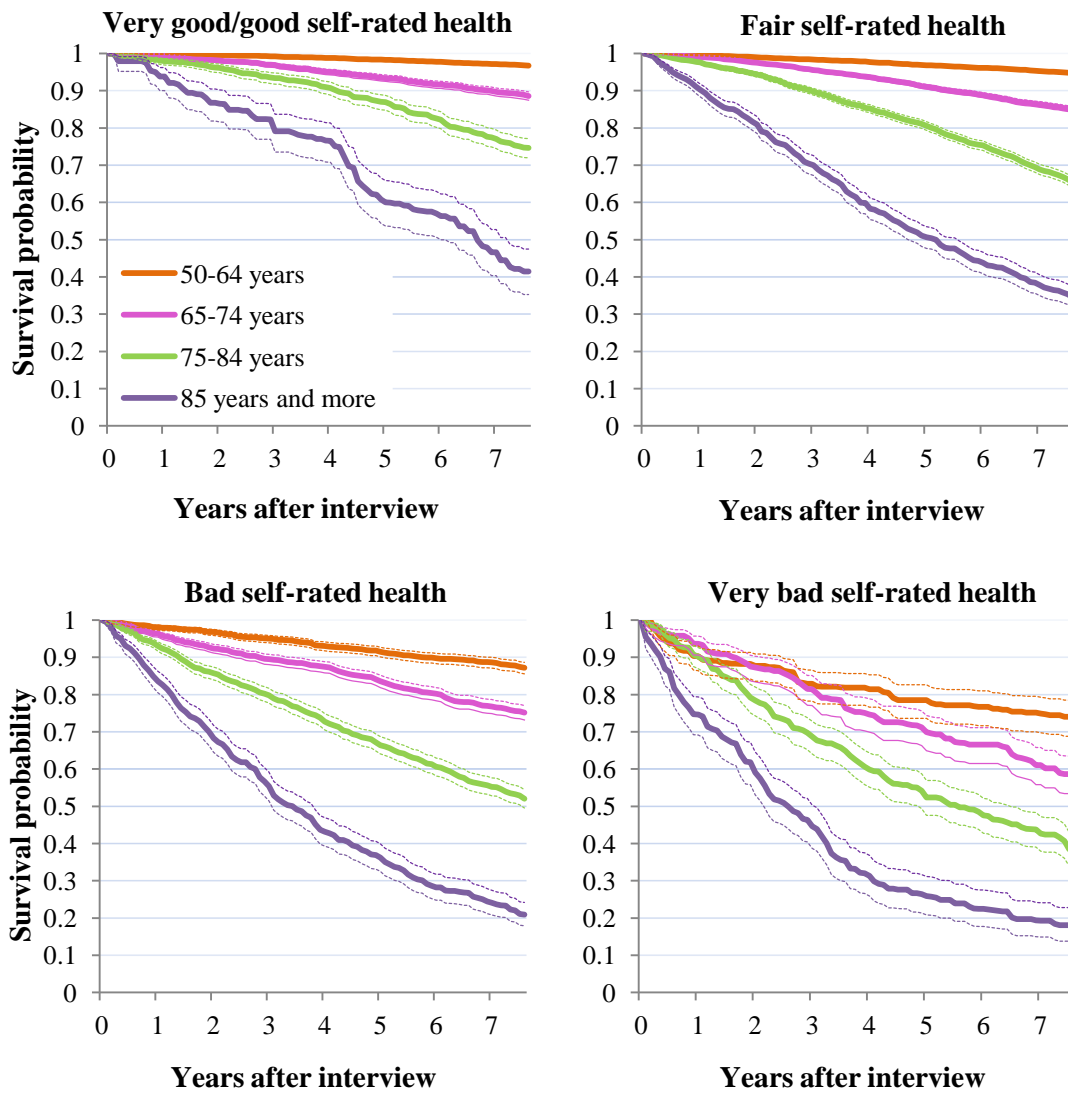 Very good/good self-rated health
Survival probability
1
0.9
0.8
0.7
0.6
0.5
0.4
0.3
0.2
0.1
0
50-64 years
65-74 years
75-84 years
85 years and more
0 1 2 3 4 5 6 7
Years after interview
Fair self-rated health
1
0.9
0.8
0.7
0.6
0.5
0.4
0.3
0.2
0.1
0
0 1 2 3 4 5 6 7
Years after interview
Bad self-rated health
Survival probability
1
0.9
0.8
0.7
0.6
0.5
0.4
0.3
0.2
0.1
0
0 1 2 3 4 5 6 7
Years after interview
Very bad self-rated health
1
0.9
0.8
0.7
0.6
0.5
0.4
0.3
0.2
0.1
0
0 1 2 3 4 5 6 7
Years after interview